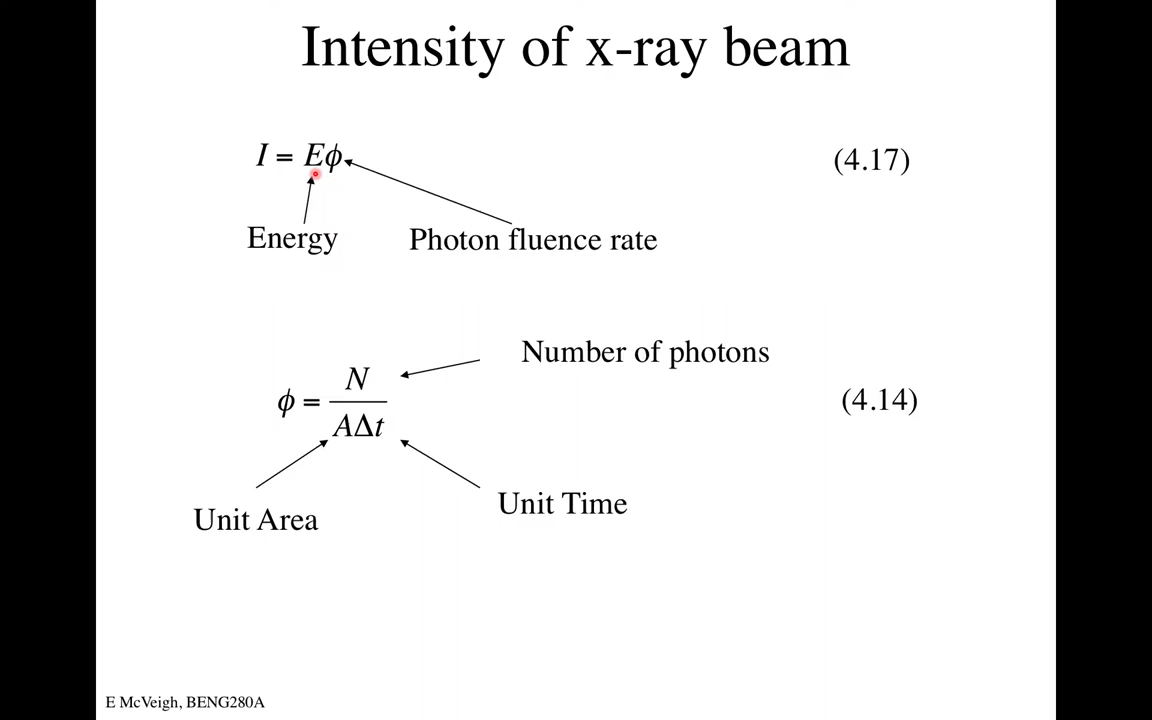 Intensity of x-ray beam
I = Eϕ
(4.17)
Energy
Photon fluence rate
Number of photons
ϕ = N / AΔt
(4.14)
Unit Area
Unit Time
E McVeigh, BENG280A